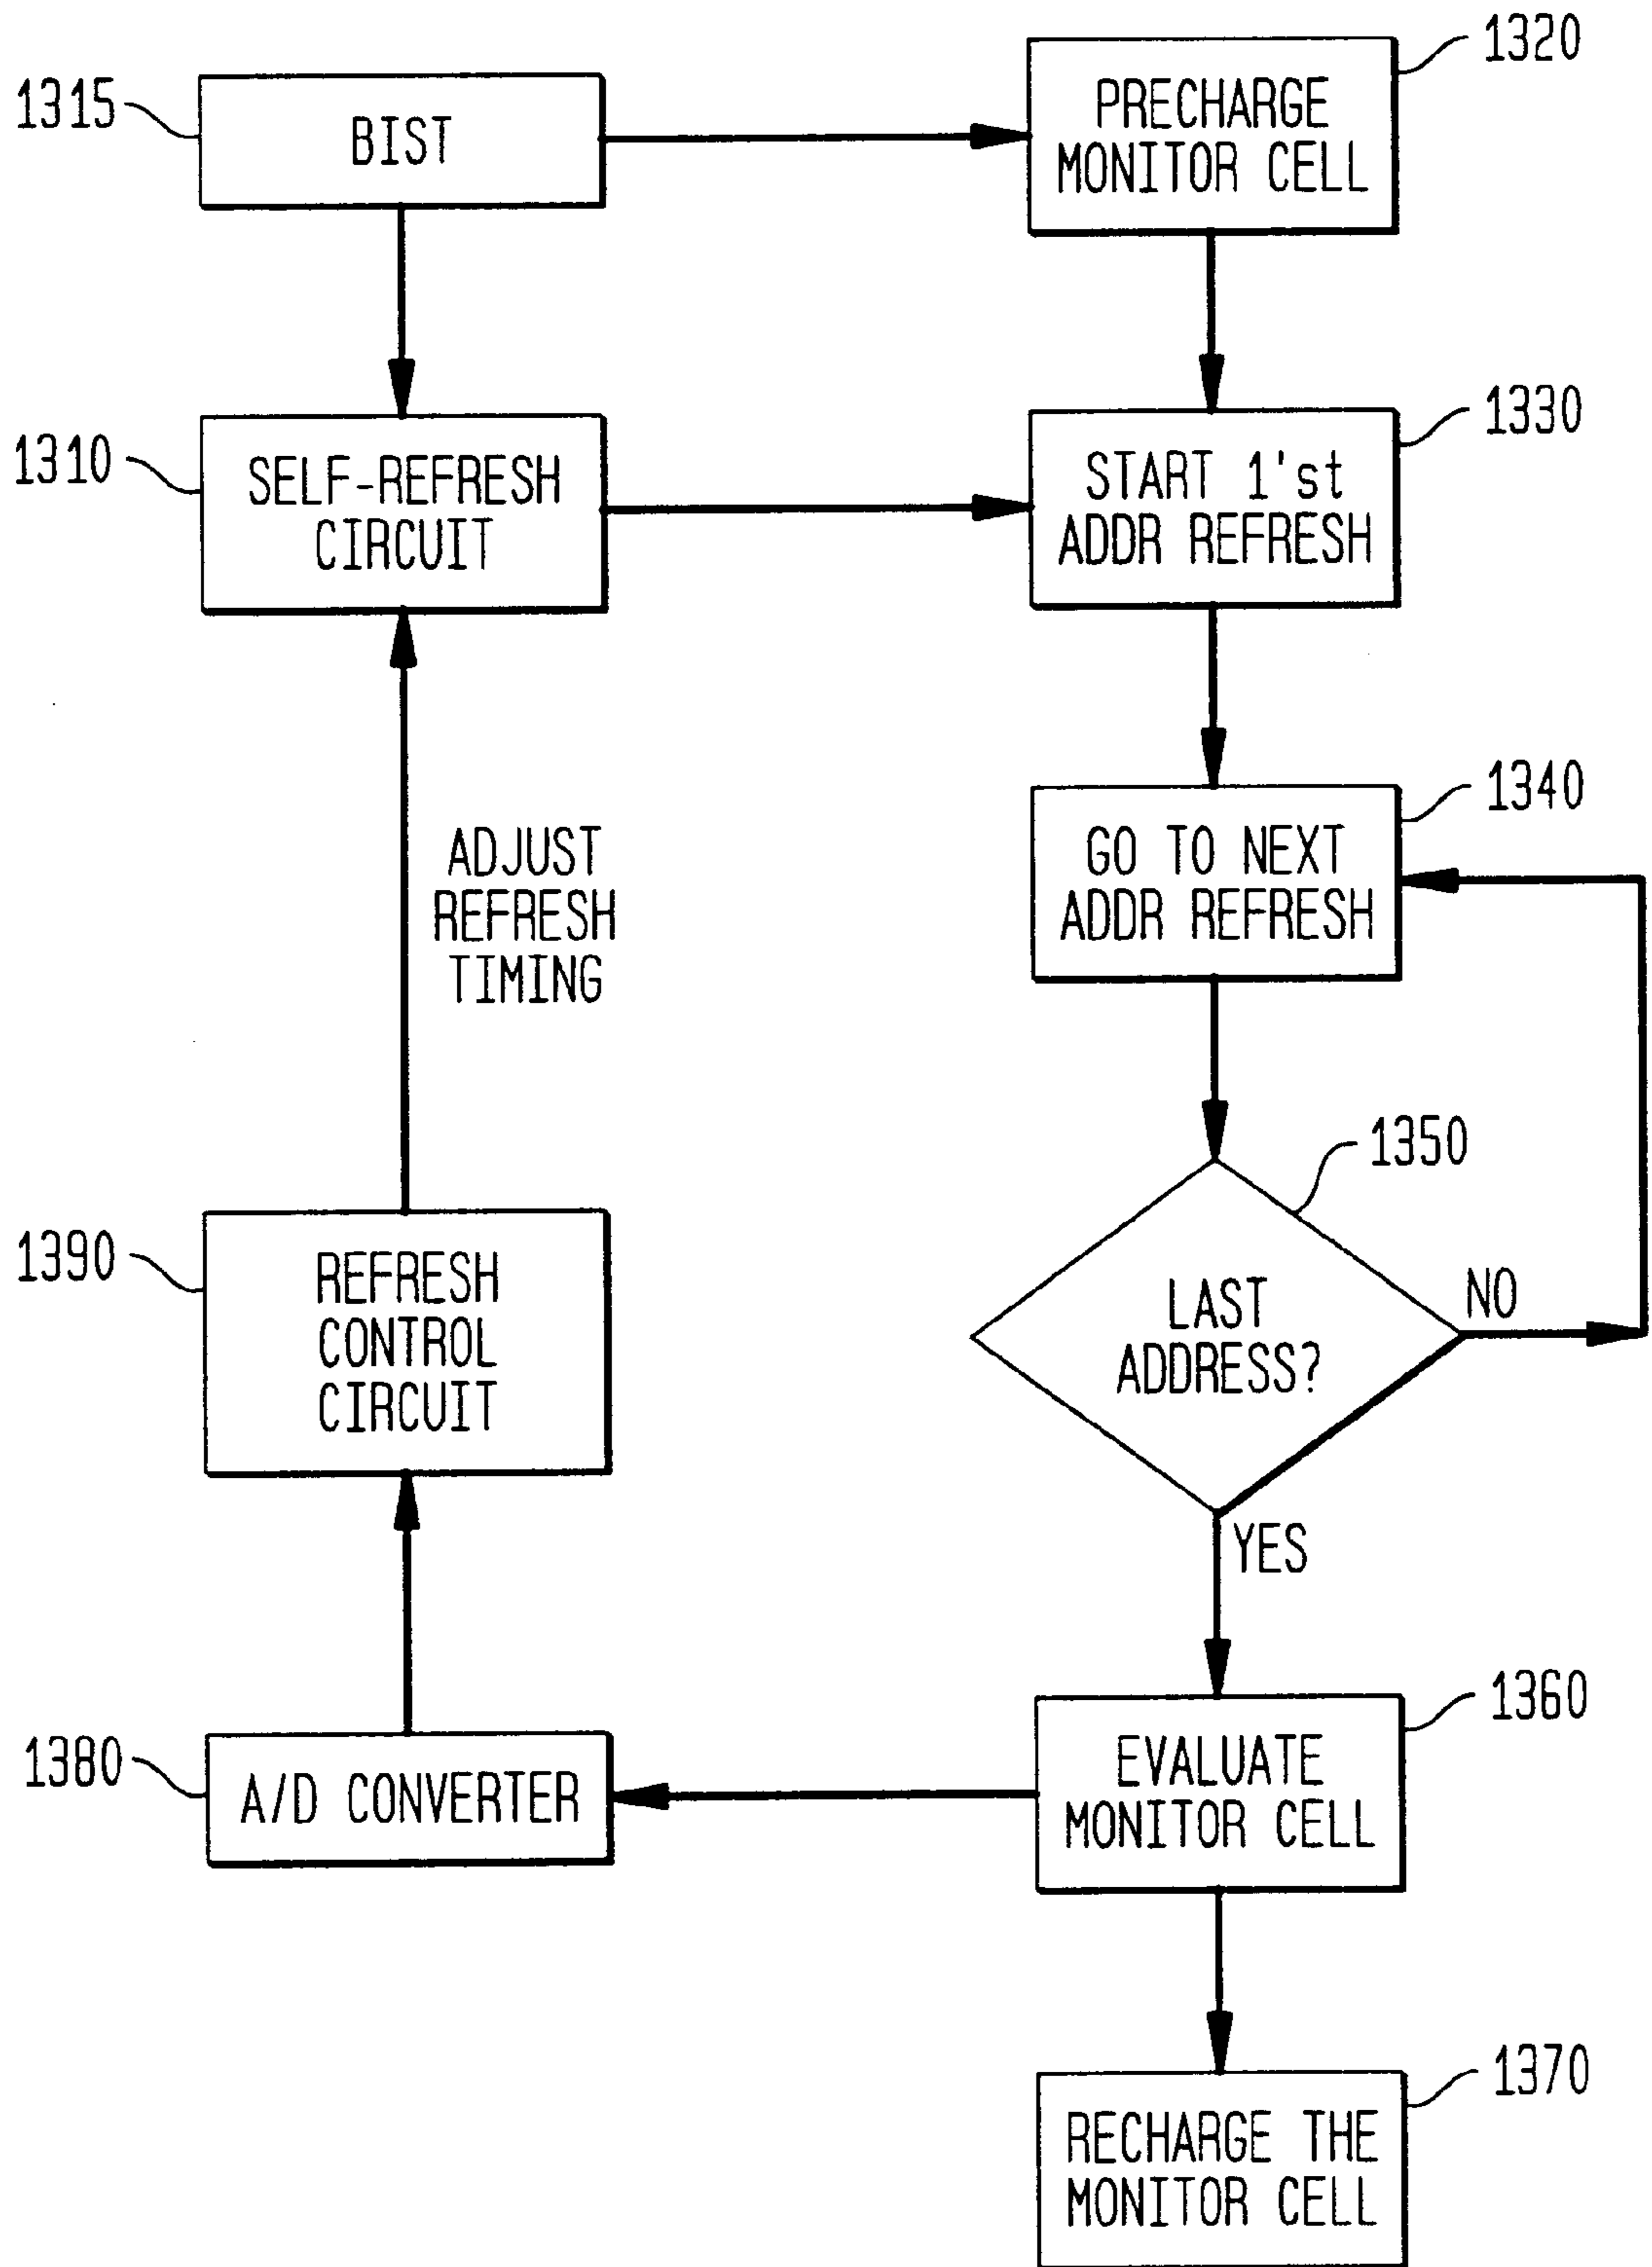 1315
BIST
1320
PRECHARGE
MONITOR CELL
1310
SELF-REFRESH
CIRCUIT
1330
START 1'st
ADDR REFRESH
1340
GO TO NEXT
ADDR REFRESH
ADJUST
REFRESH
TIMING
1350
LAST
ADDRESS?
NO
YES
1390
REFRESH
CONTROL
CIRCUIT
1360
EVALUATE
MONITOR CELL
1380
A/D CONVERTER
1370
RECHARGE THE
MONITOR CELL